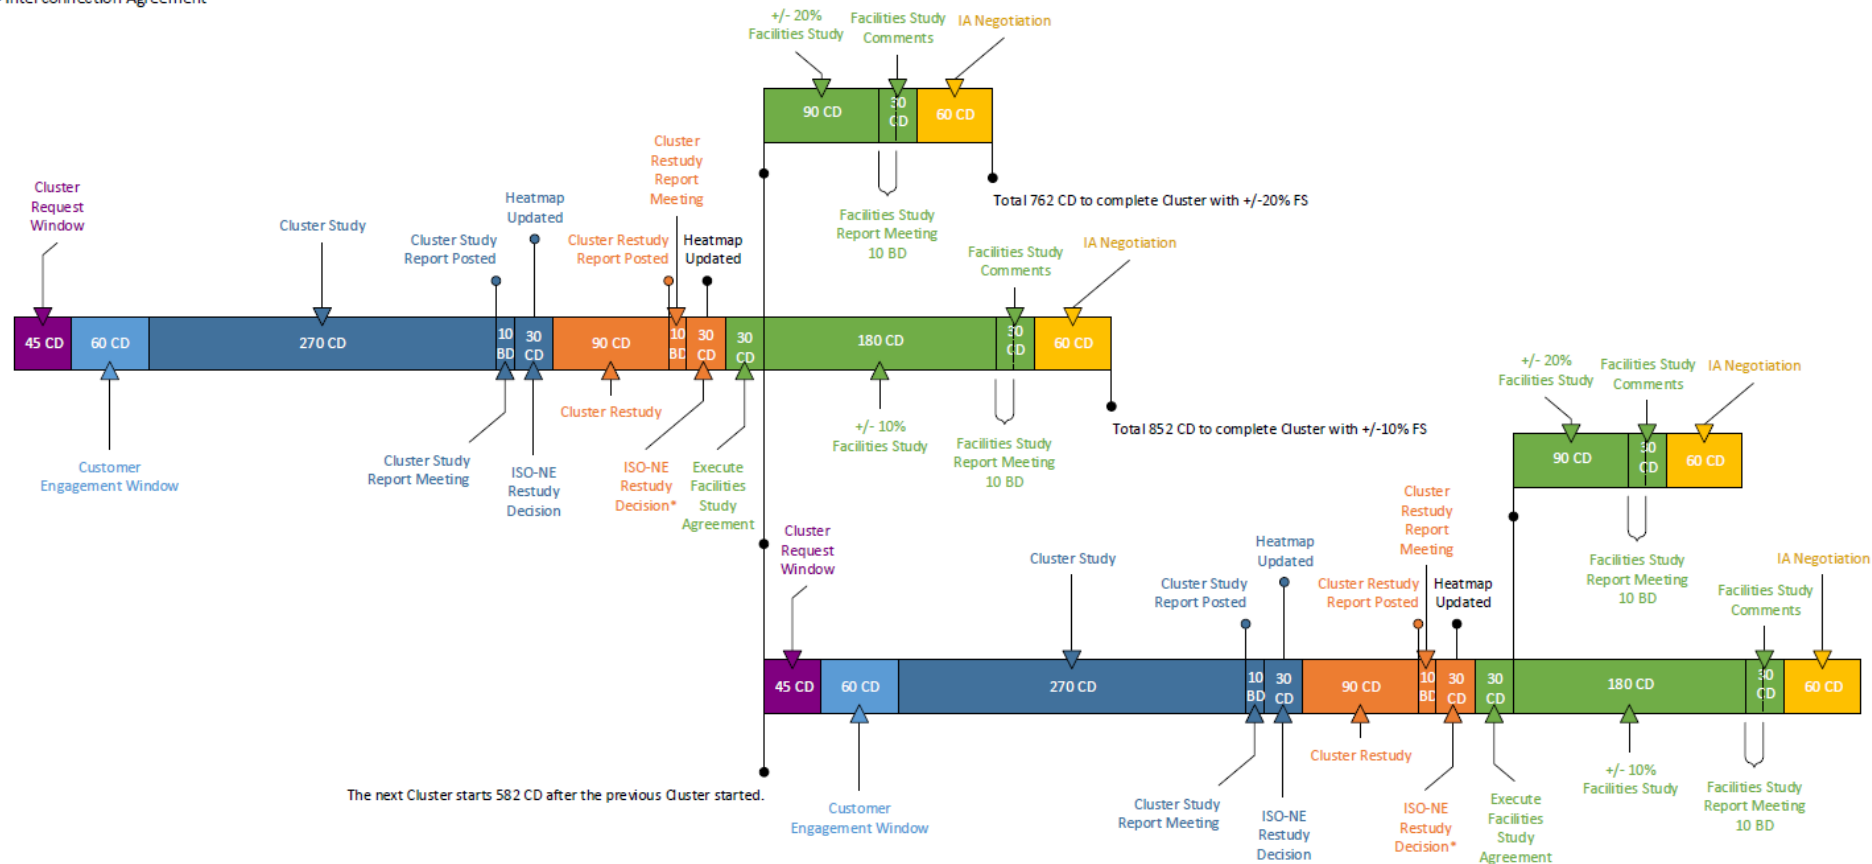 Interconnection Agreement
+/- 20%
Facilities Study
Facilities Study
Comments
IA Negotiation
90 CD
30
CD
60 CD
Facilities Study
Report Meeting
10 BD
Total 762 CD to complete Cluster with +/-20% FS
Cluster
Request
Window
Cluster Study
Cluster Study
Report Posted
Heatmap
Updated
Cluster Restudy
Report Posted
Cluster
Restudy
Report
Meeting
Heatmap
Updated
Facilities Study
Comments
IA Negotiation
45 CD
60 CD
270 CD
10
BD
30
CD
90 CD
10
BD
30
CD
30
CD
180 CD
30
CD
60 CD
Customer
Engagement Window
Cluster Study
Report Meeting
ISO-NE
Restudy
Decision
Cluster Restudy
ISO-NE
Restudy
Decision*
Execute
Facilities
Study
Agreement
+/- 10%
Facilities Study
Facilities Study
Report Meeting
10 BD
Total 852 CD to complete Cluster with +/-10% FS
+/- 20%
Facilities Study
Facilities Study
Comments
IA Negotiation
90 CD
30
CD
60 CD
Facilities Study
Report Meeting
10 BD
Cluster
Request
Window
Cluster Study
Cluster Study
Report Posted
Heatmap
Updated
Cluster Restudy
Report Posted
Cluster
Restudy
Report
Meeting
Heatmap
Updated
Facilities Study
Comments
IA Negotiation
45 CD
60 CD
270 CD
10
BD
30
CD
90 CD
10
BD
30
CD
30
CD
180 CD
30
CD
60 CD
The next Cluster starts 582 CD after the previous Cluster started.
Customer
Engagement Window
Cluster Study
Report Meeting
ISO-NE
Restudy
Decision
Cluster Restudy
ISO-NE
Restudy
Decision*
Execute
Facilities
Study
Agreement
+/- 10%
Facilities Study
Facilities Study
Report Meeting
10 BD